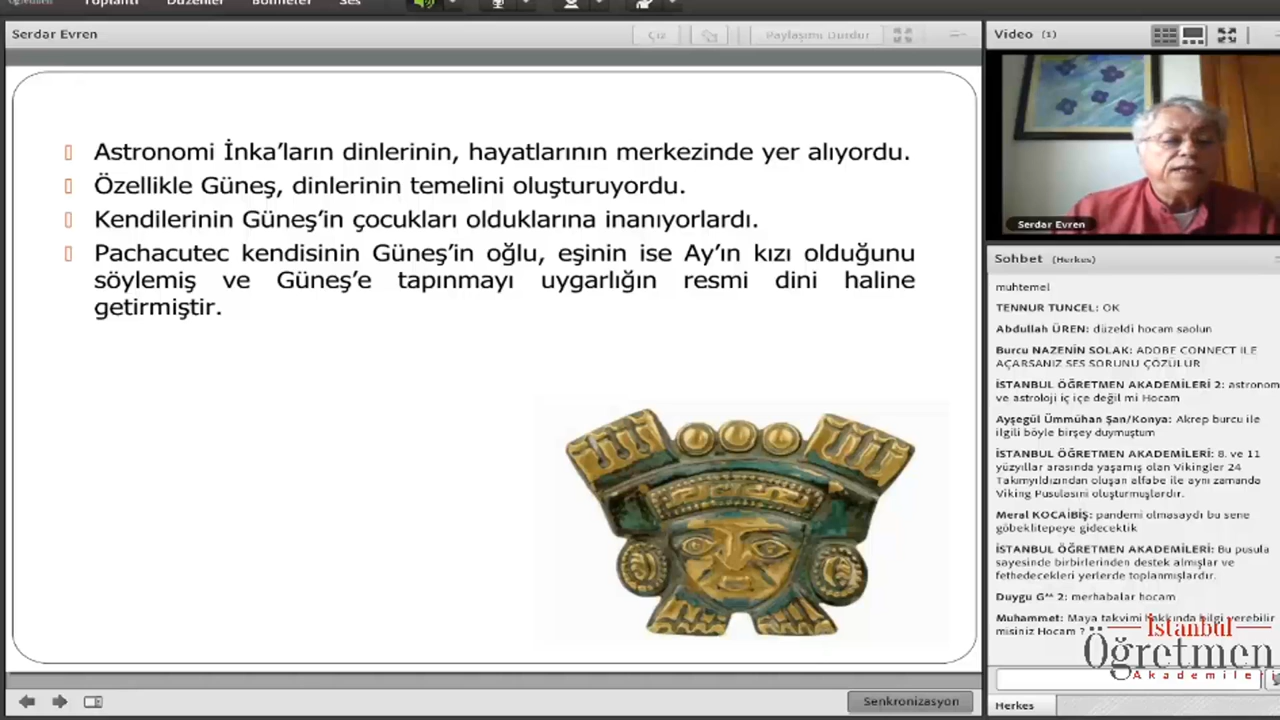 Öğretmen Toplantı Düzenler Bölmeler Ses
Serdar Evren
Çiz
Paylaşımı Durdur
Astronomi İnka’ların dinlerinin, hayatlarının merkezinde yer alıyordu.
Özellikle Güneş, dinlerinin temelini oluşturuyordu.
Kendilerinin Güneş’in çocukları olduklarına inanıyorlardı.
Pachacutec kendisinin Güneş’in oğlu, eşinin ise Ay’ın kızı olduğunu
söylemiş ve Güneş’e tapınmayı uygarlığın resmi dini haline
getirmiştir.
Senkronizasyon
Video (1)
Serdar Evren
Sohbet (Herkes)
muhtemel
TENNUR TUNCEL: OK
Abdullah ÜREN: düzeldi hocam saolun
Burcu NAZENİN SOLAK: ADOBE CONNECT İLE
AÇARSANIZ SES SORUNU ÇÖZÜLÜR
İSTANBUL ÖĞRETMEN AKADEMİLERİ 2: astronom
ve astroloji iç içe değil mi Hocam
Ayşegül Ümmühan Şan/Konya: Akrep burcu ile
ilgili böyle birşey duymuştum
İSTANBUL ÖĞRETMEN AKADEMİLERİ: 8. ve 11
yüzyıllar arasında yaşamış olan Vikingler 24
Takımyıldızından oluşan alfabe ile aynı zamanda
Viking Pusulasını oluşturmuşlardır.
Meral KOCAİBİŞ: pandemi olmasaydı bu sene
göbeklitepeye gidecektik
İSTANBUL ÖĞRETMEN AKADEMİLERİ: Bu pusula
sayesinde birbirlerinden destek almışlar ve
fethedecekleri yerlerde toplanmışlardır.
Duygu G** 2: merhabalar hocam
Muhammet: Maya takvimi hakkında bilgi verebilir
misiniz Hocam ?
İstanbul
Öğretmen
Akademileri
Herkes